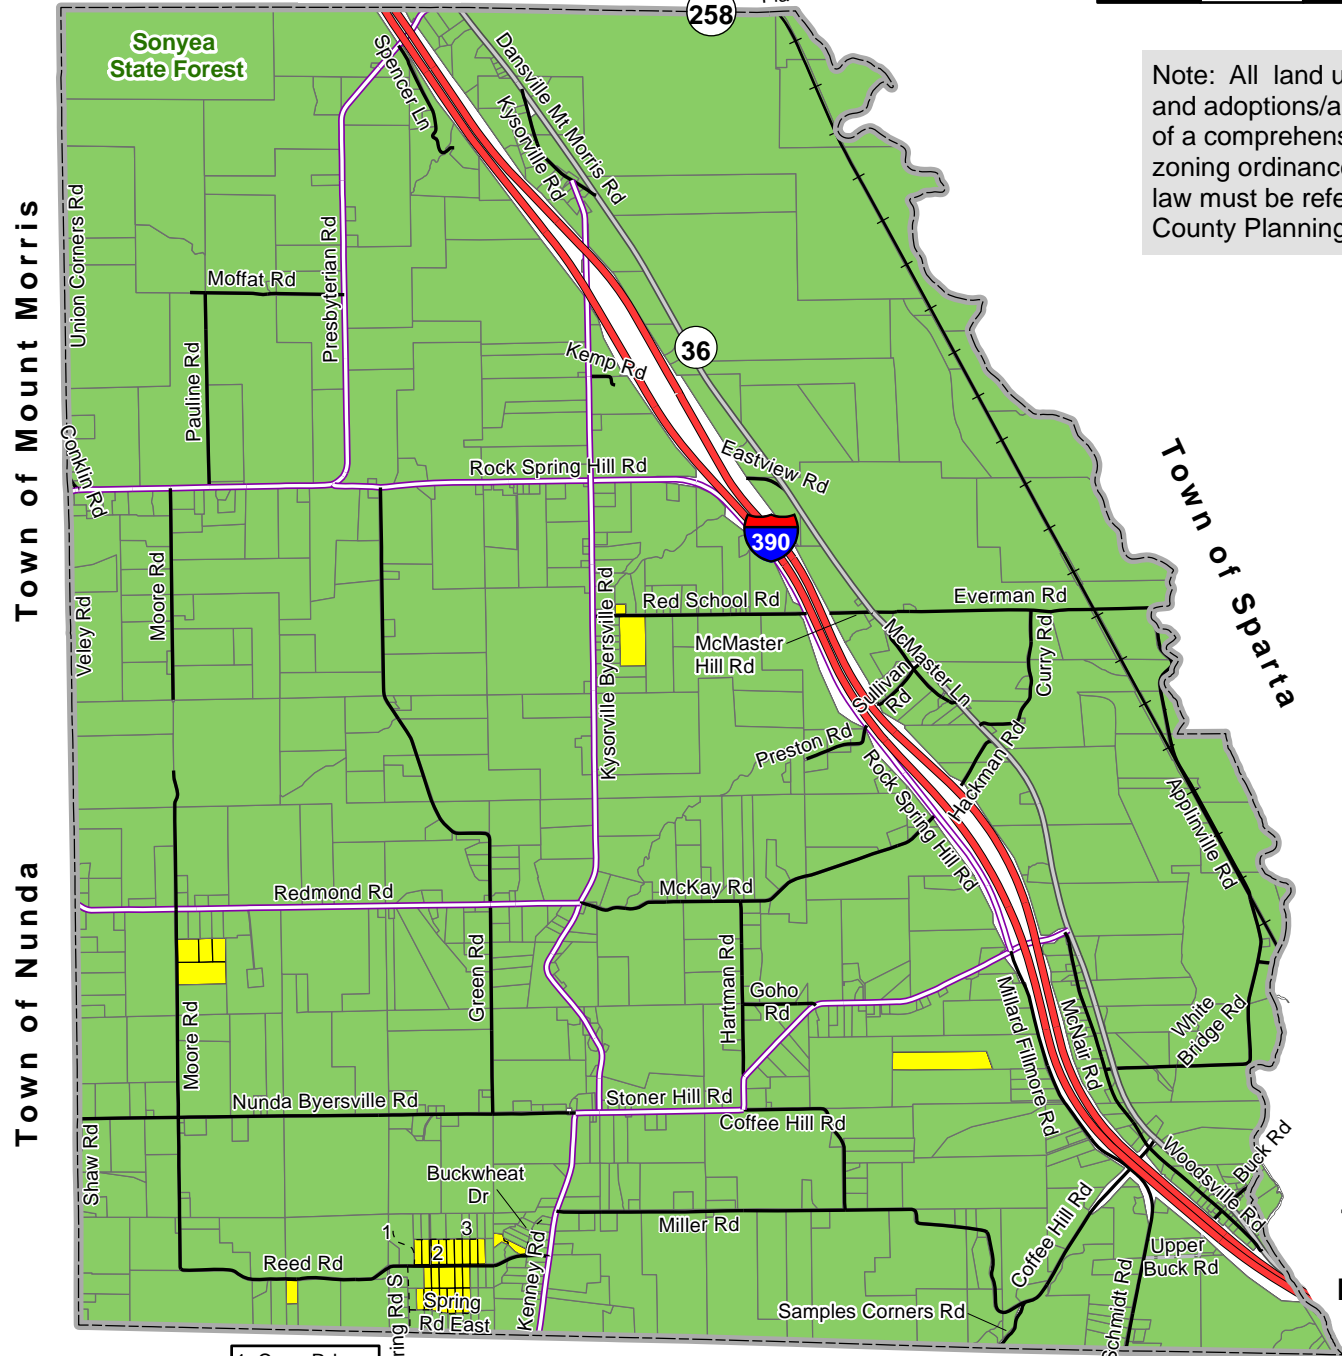 258
Sonyea
State Forest
Note: All land u
and adoptions/a
of a comprehens
zoning ordinance
law must be refe
County Planning
Spencer Ln
Dansville Mt Morris Rd
Kysorville Rd
Town of Mount Morris
Union Corners Rd
Presbyterian Rd
Moffat Rd
Pauline Rd
Kemp Rd
36
Conklin Rd
Rock Spring Hill Rd
Eastview Rd
Town of Sparta
390
Moore Rd
Veley Rd
Kysorville Byersville Rd
Red School Rd
Everman Rd
McMaster
Hill Rd
McMaster Ln
Curry Rd
Sullivan
Rd
Preston Rd
Hackman Rd
Rock Spring Hill Rd
Applinville Rd
Town of Nunda
Redmond Rd
McKay Rd
Green Rd
Hartman Rd
Goho
Rd
Moore Rd
Millard Fillmore Rd
McNair Rd
White
Bridge Rd
Nunda Byersville Rd
Stoner Hill Rd
Coffee Hill Rd
Shaw Rd
Buckwheat
Dr
Woodsville Rd
Buck Rd
Miller Rd
Coffee Hill Rd
Upper
Buck Rd
1
2
3
Reed Rd
Kenney Rd
Spring
Rd East
ring Rd S
Samples Corners Rd
chmidt Rd